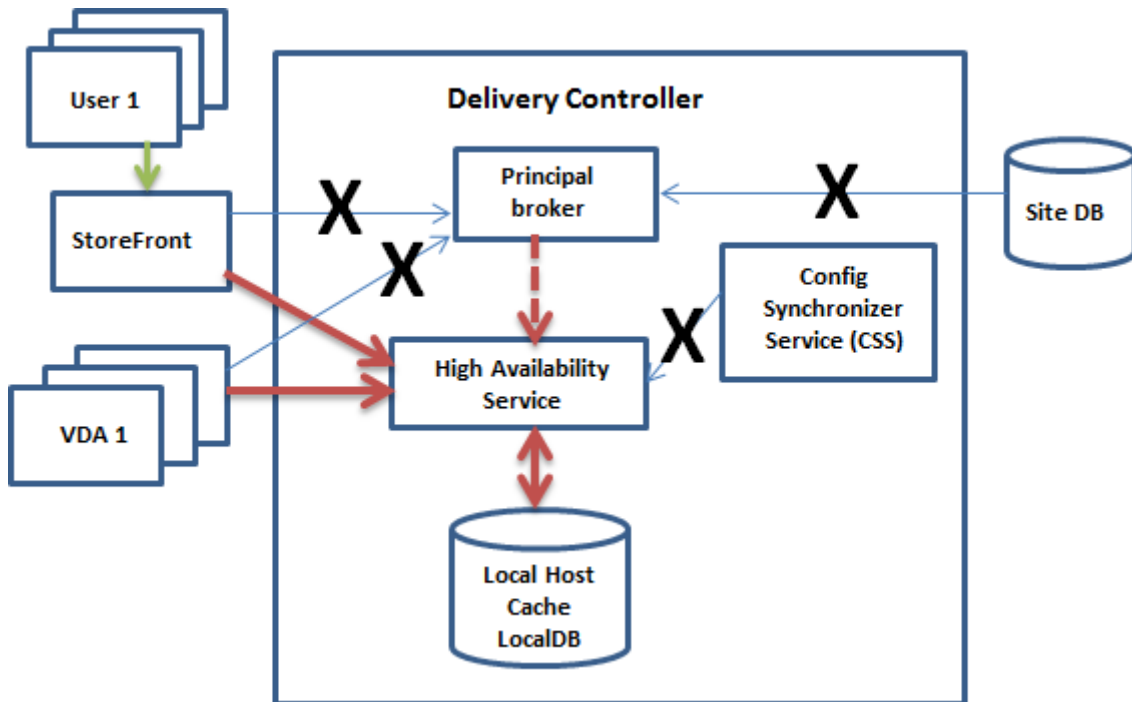 User 1
Delivery Controller
Principal
broker
X
X
StoreFront
Site DB
X
Config
Synchronizer
Service (CSS)
X
High Availability
Service
VDA 1
Local Host
Cache
LocalDB